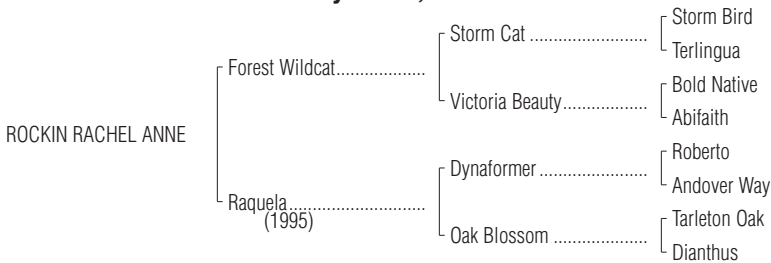 Storm Bird
Storm Cat ..........................
Terlingua
Forest Wildcat...................
Bold Native
Victoria Beauty...................
Abifaith
ROCKIN RACHEL ANNE
Roberto
Dynaformer .......................
Andover Way
Raquela .............................
(1995)
Tarleton Oak
Oak Blossom ....................
Dianthus